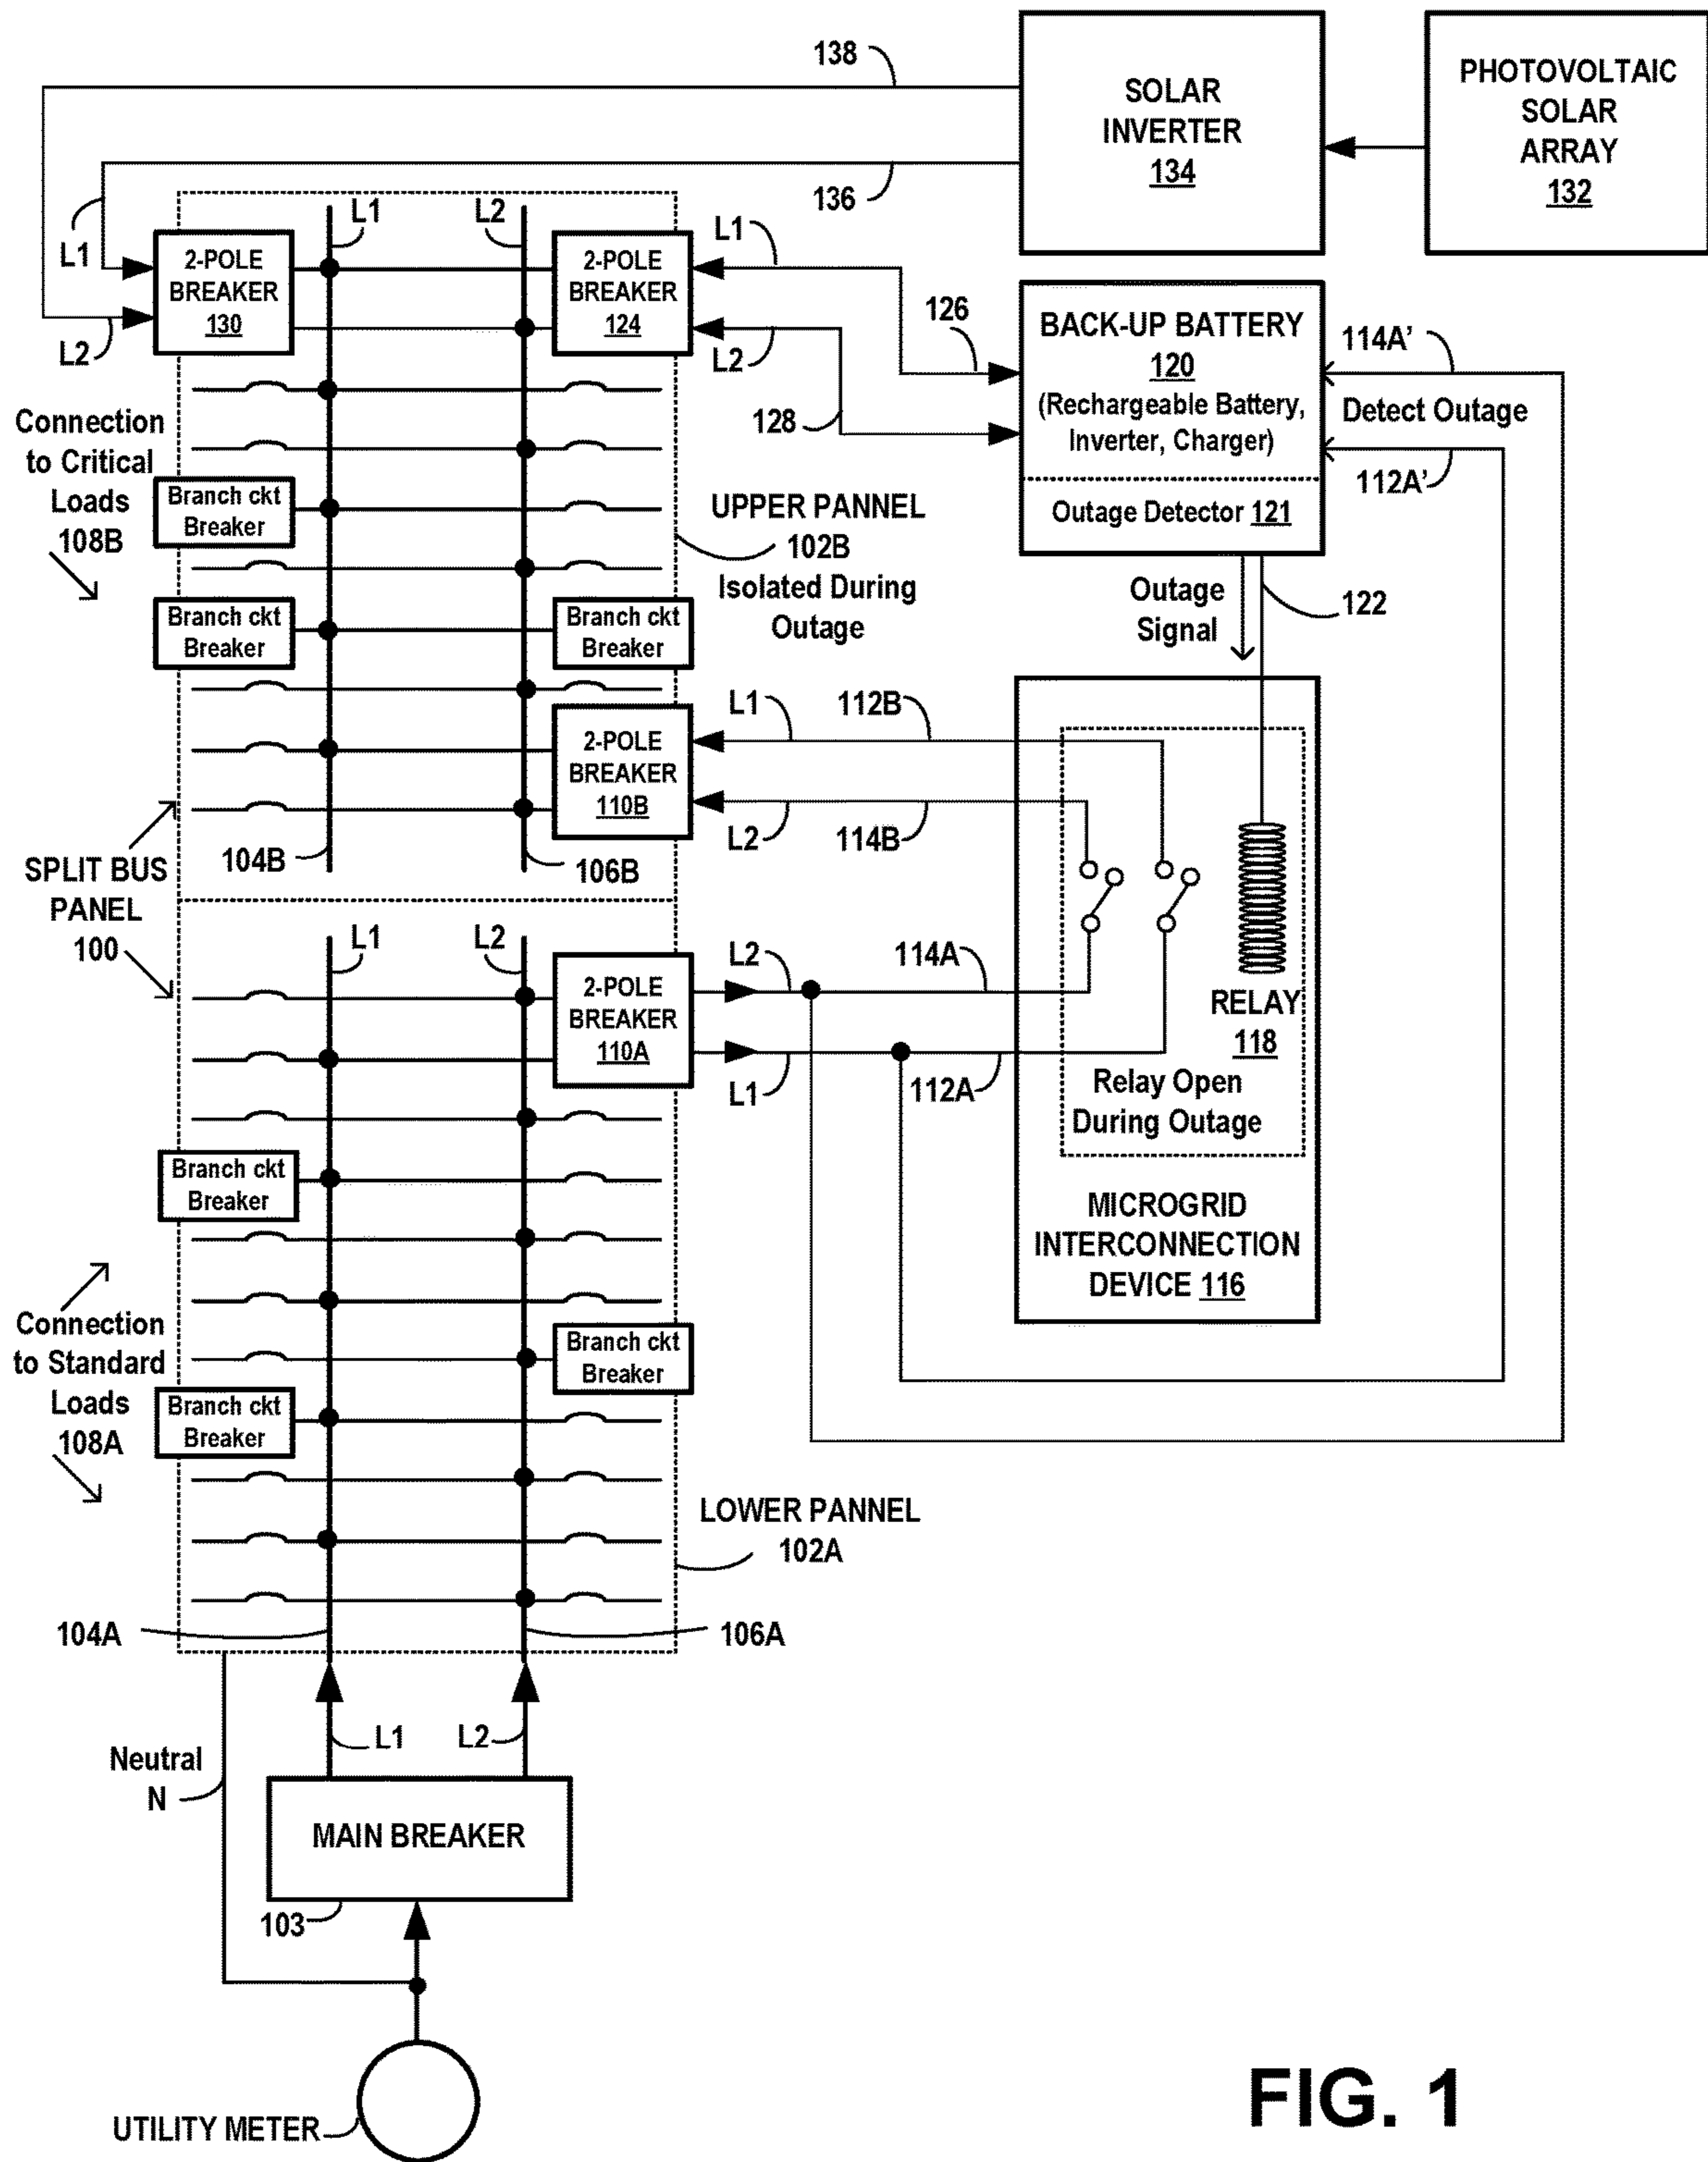 138
SOLAR
INVERTER
134
PHOTOVOLTAIC
SOLAR
ARRAY
132
136
L1
L2
L1
L2
2-POLE
BREAKER
130
2-POLE
BREAKER
124
L1
L2
126
128
BACK-UP BATTERY
120
(Rechargeable Battery,
Inverter, Charger)
Outage Detector 121
114A’
Detect Outage
112A’
Connection
to Critical
Loads
108B
Branch ckt
Breaker
Branch ckt
Breaker
Branch ckt
Breaker
UPPER PANNEL
102B
Isolated During
Outage
Outage
Signal
122
L1
112B
2-POLE
BREAKER
110B
L2
114B
104B
106B
SPLIT BUS
PANEL
100
L1
L2
2-POLE
BREAKER
110A
L2
114A
L1
112A
RELAY
118
Relay Open
During Outage
MICROGRID
INTERCONNECTION
DEVICE 116
Branch ckt
Breaker
Connection
to Standard
Loads
108A
Branch ckt
Breaker
Branch ckt
Breaker
LOWER PANNEL
102A
104A
106A
L1
L2
Neutral
N
MAIN BREAKER
103
UTILITY METER
FIG. 1